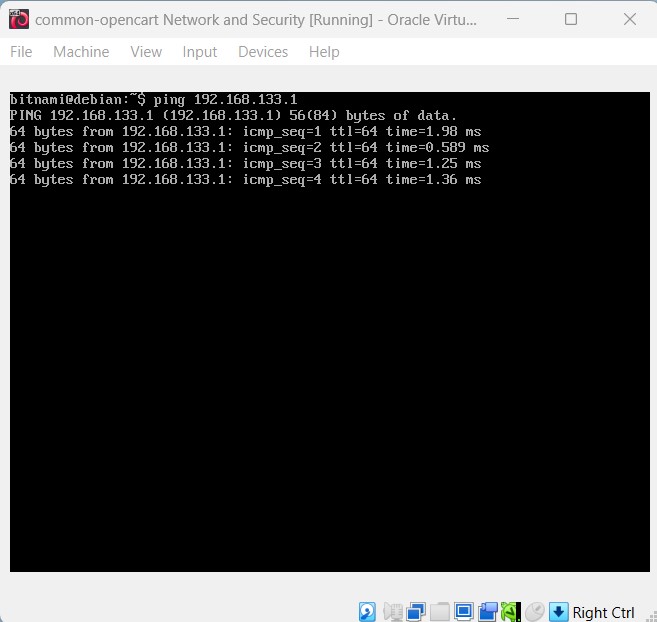 common-opencart Network and Security [Running] - Oracle Virtu...
File Machine View Input Devices Help
bitnami@debian:~$ ping 192.168.133.1
PING 192.168.133.1 (192.168.133.1) 56(84) bytes of data.
64 bytes from 192.168.133.1: icmp_seq=1 ttl=64 time=1.98 ms
64 bytes from 192.168.133.1: icmp_seq=2 ttl=64 time=0.589 ms
64 bytes from 192.168.133.1: icmp_seq=3 ttl=64 time=1.25 ms
64 bytes from 192.168.133.1: icmp_seq=4 ttl=64 time=1.36 ms
Right Ctrl